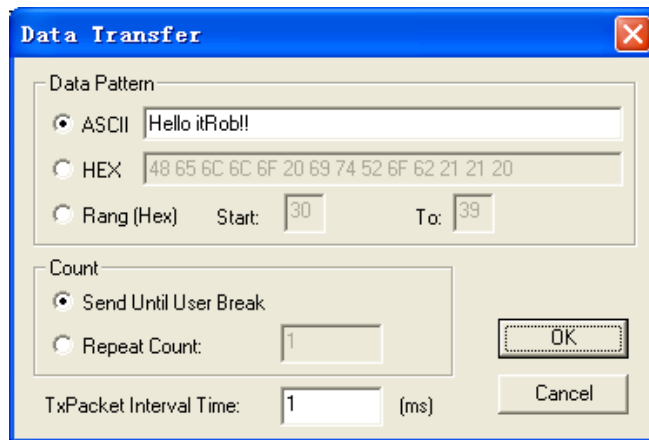 Data Transfer
Data Pattern
ASCII Hello itRob!!
HEX 48 65 6C 6C 6F 20 69 74 52 6F 62 21 21 20
Rang (Hex) Start: 30 To: 39
Count
Send Until User Break
Repeat Count: 1
OK
TxPacket Interval Time: 1 (ms)
Cancel